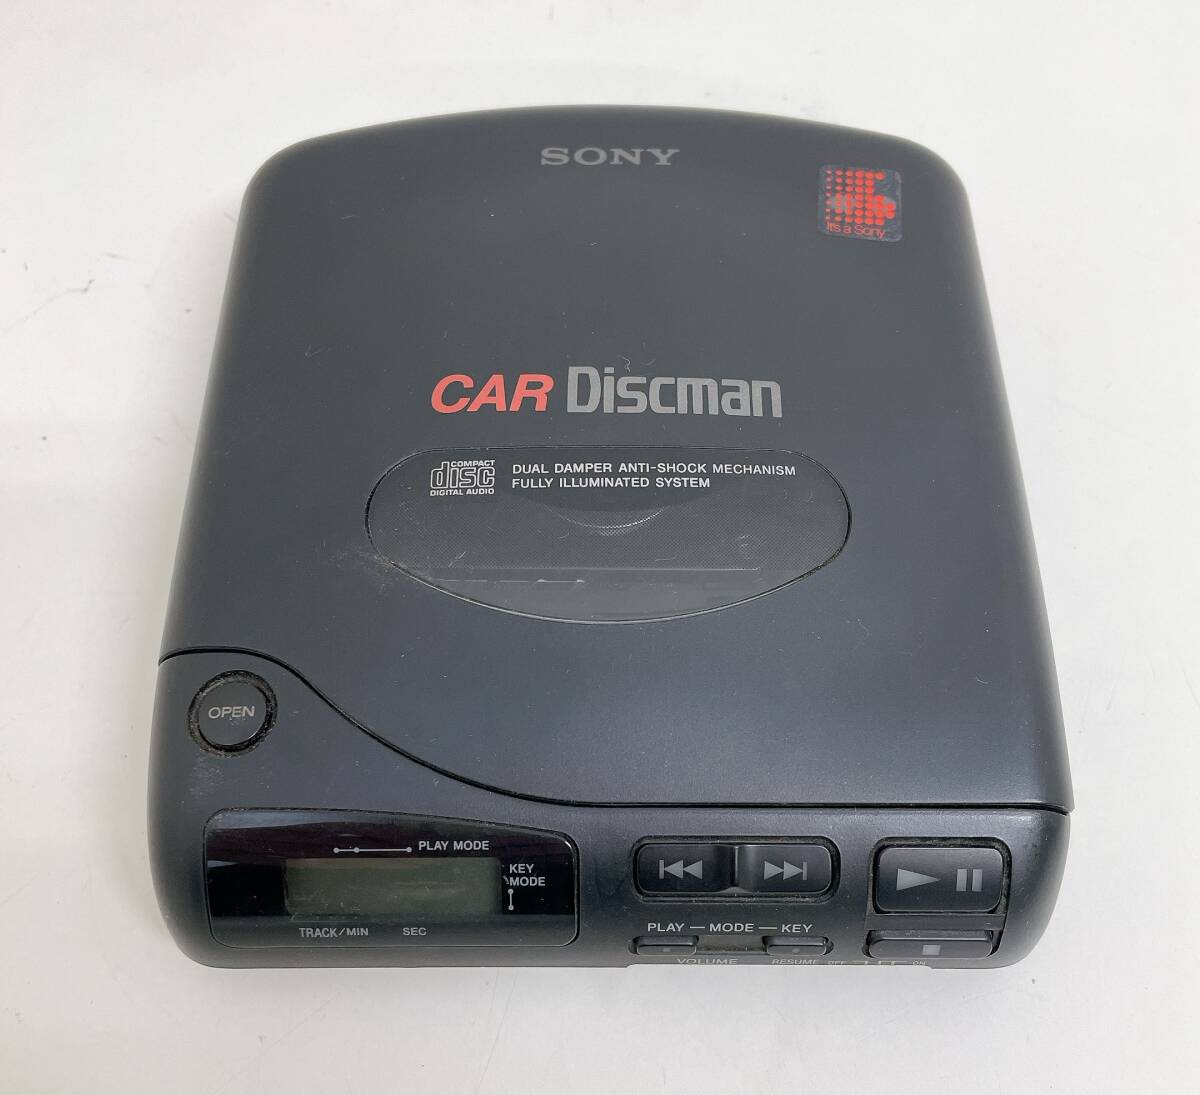 SONY
It's a Sony
CAR Discman
COMPACT
disc
DIGITAL AUDIO
DUAL DAMPER ANTI-SHOCK MECHANISM
FULLY ILLUMINATED SYSTEM
OPEN
PLAY MODE
KEY
MODE
TRACK/MIN SEC
PLAY — MODE — KEY
VOLUME RESUME OFF ON